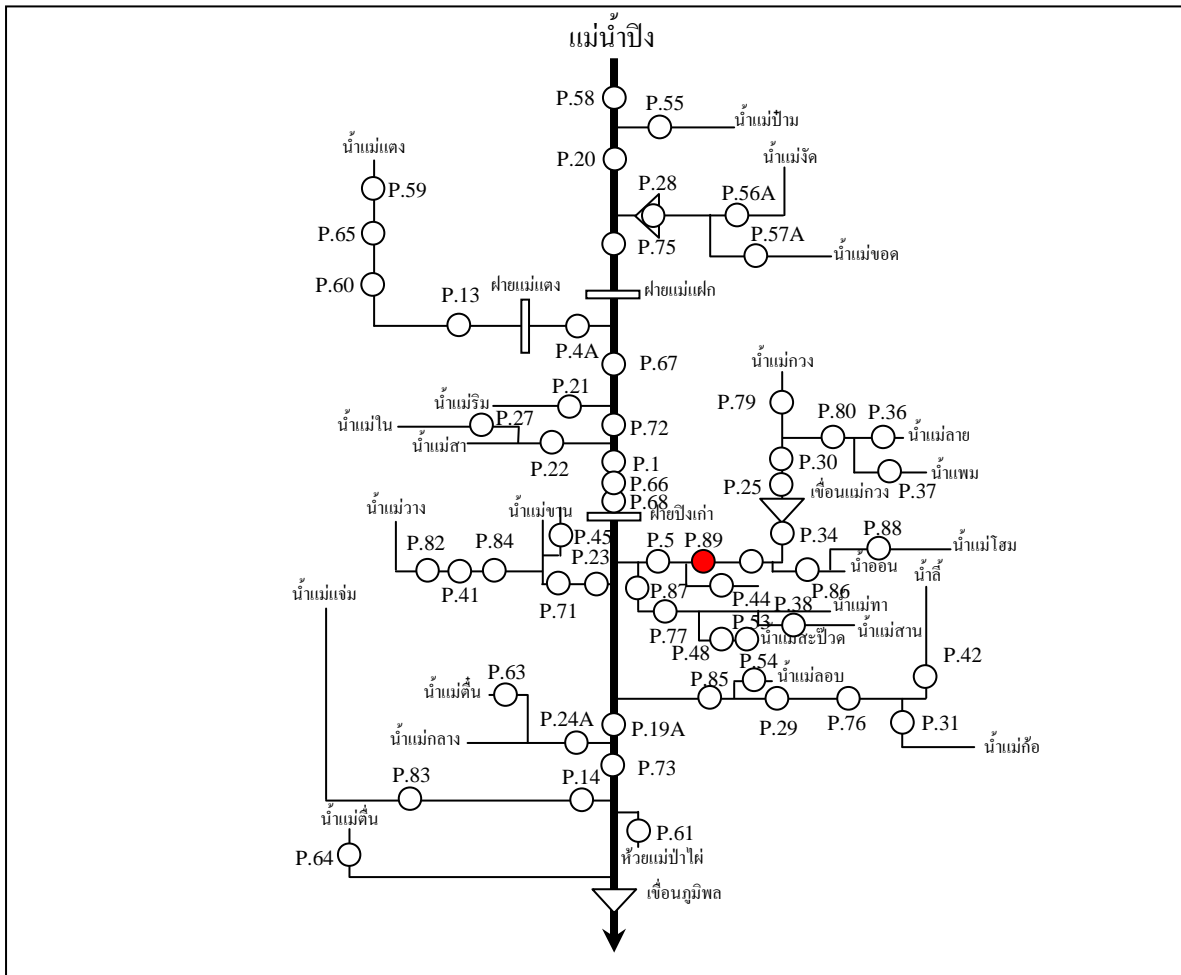 แม่น้ำปิง
P.58
P.55
น้ำแม่ป๋าม
น้ำแม่แตง
P.20
น้ำแม่งัด
P.59
P.28
P.56A
P.65
P.57A
P.75
น้ำแม่ขอด
P.60
P.13
ฝายแม่แตง
ฝายแม่แฝก
P.4A
P.67
น้ำแม่กวง
P.21
น้ำแม่ริม
P.79
P.80
P.36
P.27
น้ำแม่ใน
P.72
น้ำแม่ลาย
น้ำแม่สา
P.22
P.1
P.30
น้ำแพม
P.66
P.25
P.37
P.68
เขื่อนแม่กวง
น้ำแม่วาง
น้ำแม่ขาน
ฝายปิงเก่า
P.45
P.34
P.88
P.82
P.84
P.23
P.5
P.89
น้ำแม่โฮม
น้ำออน
น้ำลี้
P.41
P.71
P.87
P.44
P.86
น้ำแม่แจ่ม
P.38
น้ำแม่ทา
P.77
P.53
น้ำแม่สาน
P.48
น้ำแม่สะป๊วด
P.54
P.42
P.63
P.85
น้ำแม่ลอบ
น้ำแม่ตื๋น
P.24A
P.19A
P.29
P.76
P.31
น้ำแม่กลาง
น้ำแม่ก้อ
P.73
P.83
P.14
น้ำแม่ตื่น
P.61
P.64
ห้วยแม่ป่าไผ่
เขื่อนภูมิพล